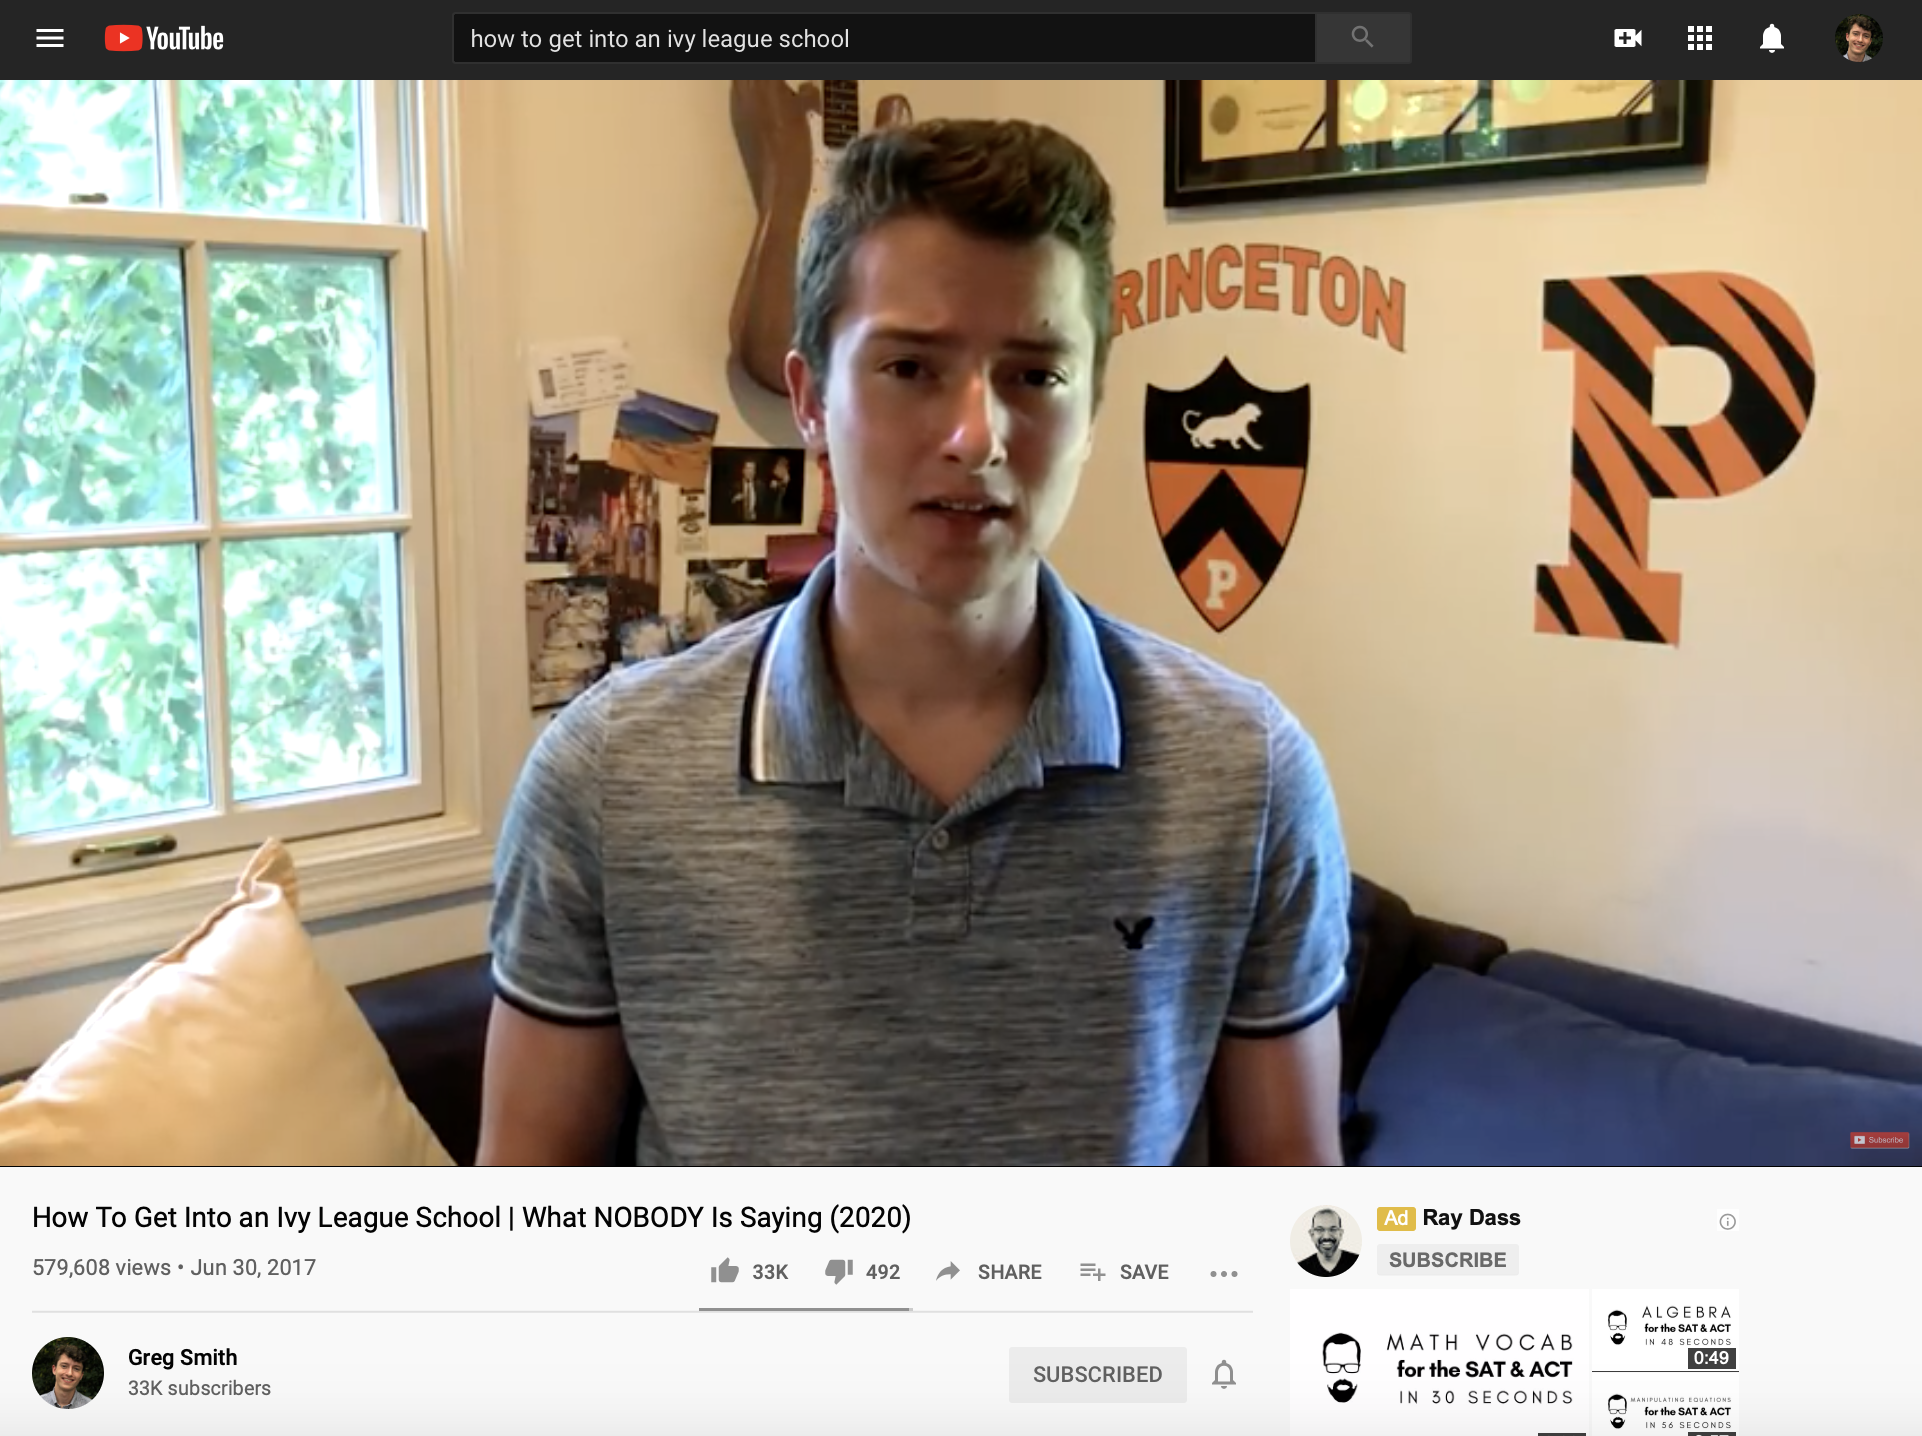 YouTube
how to get into an ivy league school
RINCETON
P
P
Subscribe
How To Get Into an Ivy League School | What NOBODY Is Saying (2020)
579,608 views • Jun 30, 2017
33K
492
SHARE
SAVE
Greg Smith
33K subscribers
SUBSCRIBED
Ad Ray Dass
SUBSCRIBE
MATH VOCAB
for the SAT & ACT
IN 30 SECONDS
ALGEBRA
for the SAT & ACT
IN 48 SECONDS
0:49
MANIPULATING EQUATIONS
for the SAT & ACT
IN 56 SECONDS